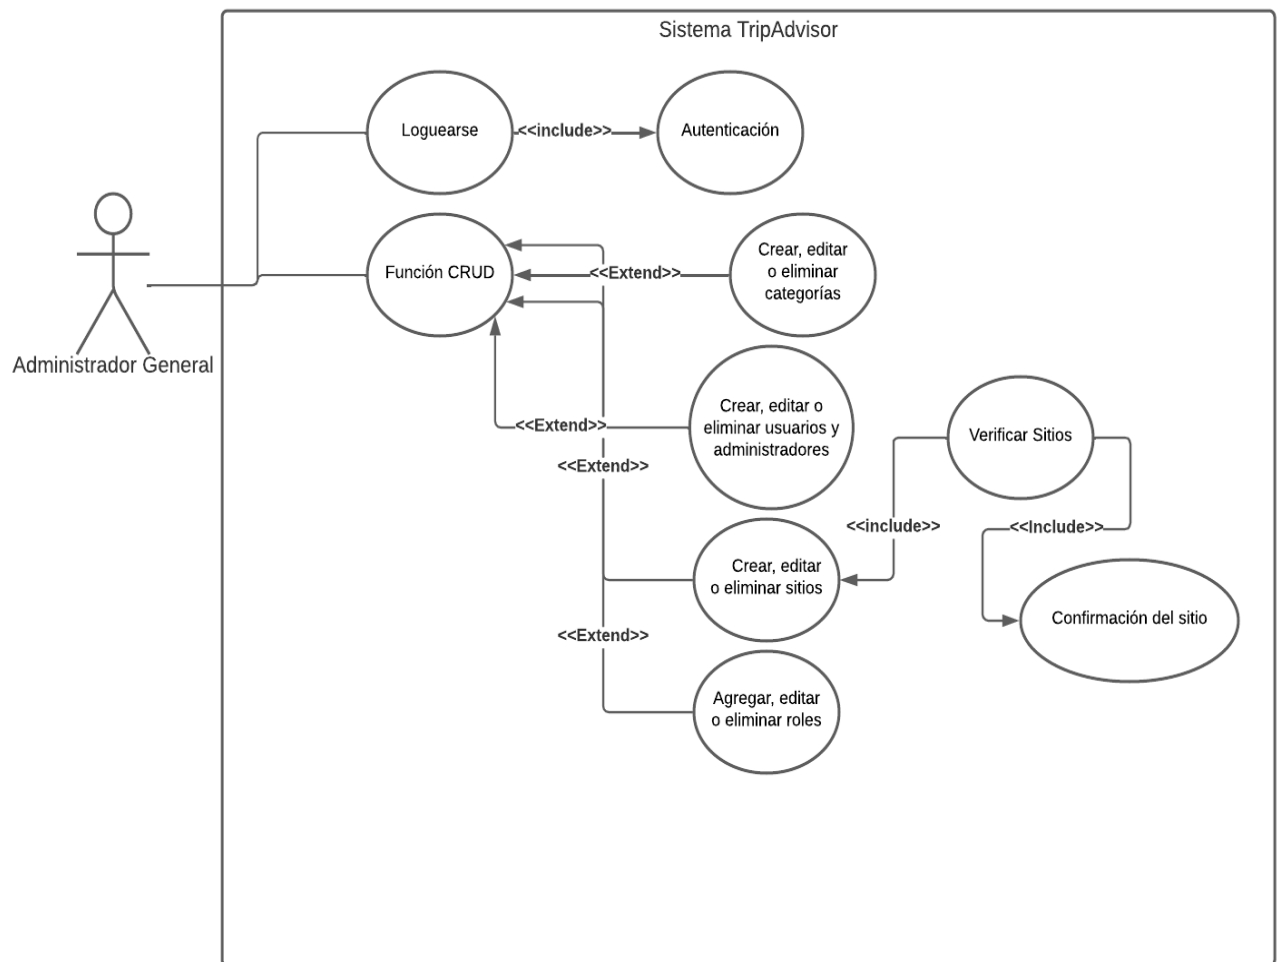 Sistema TripAdvisor
Loguearse
<<include>>
Autenticación
Función CRUD
<<Extend>>
Crear, editar
o eliminar
categorías
Administrador General
<<Extend>>
Crear, editar o
eliminar usuarios y
administradores
Verificar Sitios
<<Extend>>
<<include>>
<<Include>>
Crear, editar
o eliminar sitios
Confirmación del sitio
<<Extend>>
Agregar, editar
o eliminar roles